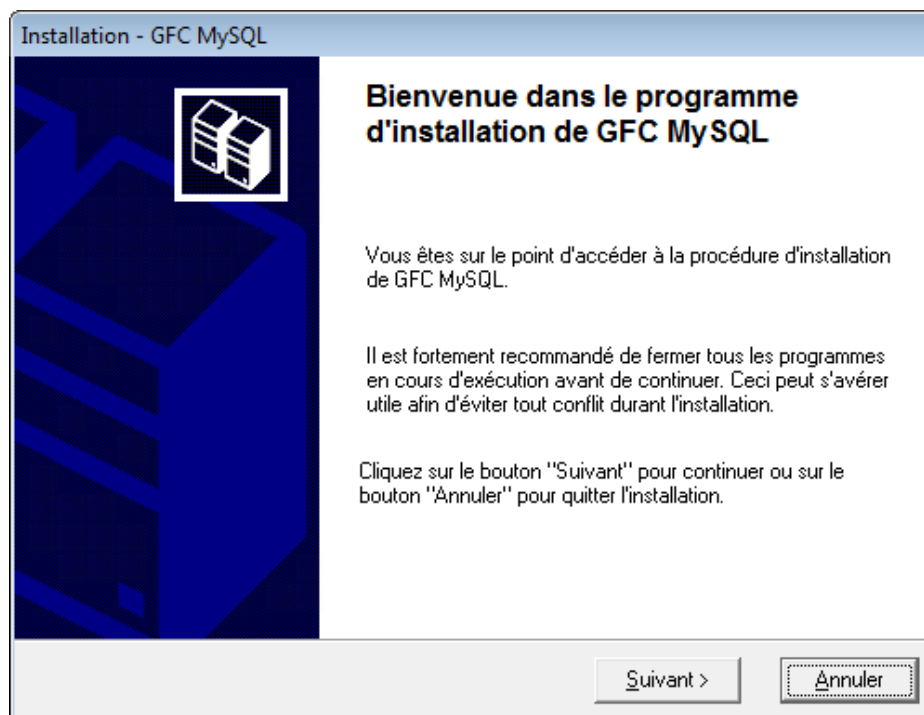 Installation - GFC MySQL
Bienvenue dans le programme
d'installation de GFC MySQL
Vous êtes sur le point d'accéder à la procédure d'installation
de GFC MySQL.
Il est fortement recommandé de fermer tous les programmes
en cours d'exécution avant de continuer. Ceci peut s'avérer
utile afin d'éviter tout conflit durant l'installation.
Cliquez sur le bouton "Suivant" pour continuer ou sur le
bouton "Annuler" pour quitter l'installation.
Suivant >
Annuler